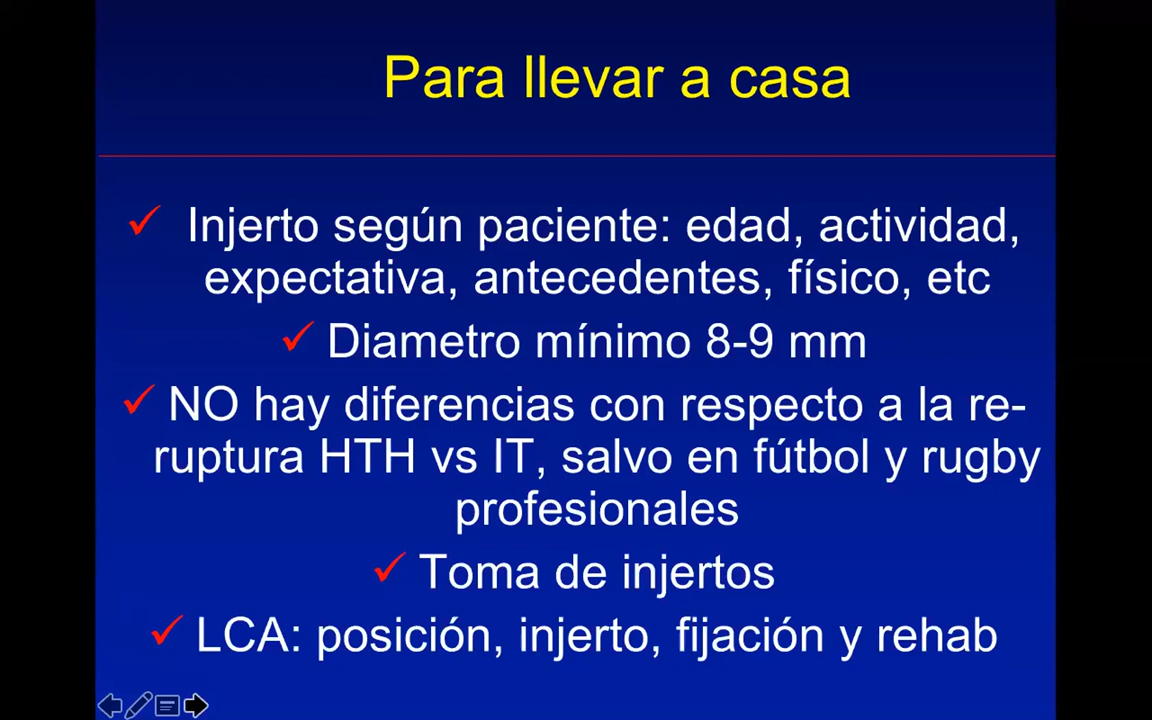 Para llevar a casa
✓ Injerto según paciente: edad, actividad,
expectativa, antecedentes, físico, etc
✓ Diametro mínimo 8-9 mm
✓ NO hay diferencias con respecto a la re-
ruptura HTH vs IT, salvo en fútbol y rugby
profesionales
✓ Toma de injertos
✓ LCA: posición, injerto, fijación y rehab